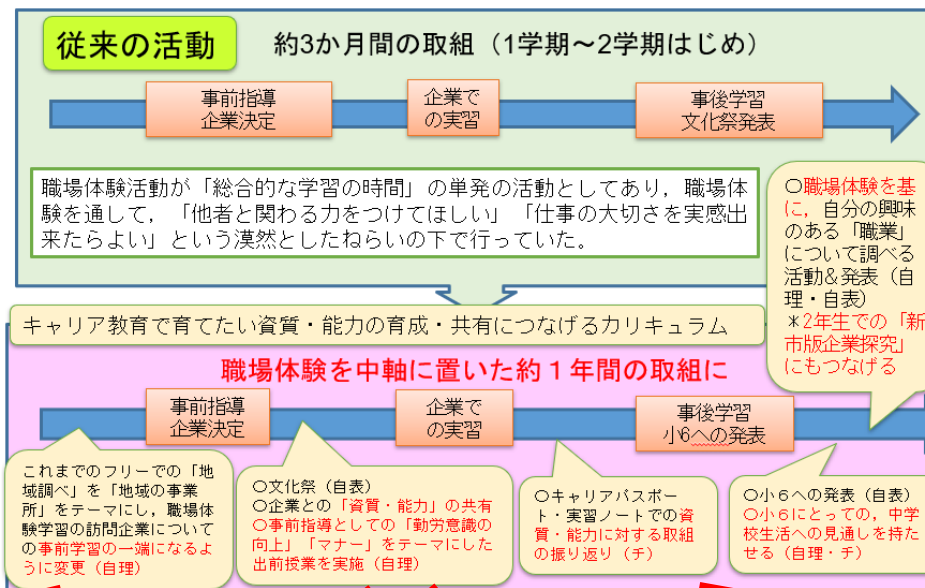 従来の活動
約3か月間の取組(1学期～2学期はじめ)
事前指導
企業決定
企業で
の実習
事後学習
文化祭発表
職場体験活動が「総合的な学習の時間」の単発の活動としてあり，職場体
験を通して，「他者と関わる力をつけてほしい」「仕事の大切さを実感出
来たらよい」という漠然としたねらいの下で行っていた。
○職場体験を基
に，自分の興味
のある「職業」
について調べる
活動&発表（自
理・自表）
＊2年生での「新
市版企業探究」
にもつなげる
キャリア教育で育てたい資質・能力の育成・共有につなげるカリキュラム
職場体験を中軸に置いた約１年間の取組に
事前指導
企業決定
企業で
の実習
事後学習
小6への発表
これまでのフリーでの「地
域調べ」を「地域の事業
所」をテーマにし，職場体
験学習の訪問企業について
の事前学習の一端になるよ
うに変更（自理）
○文化祭（自表）
○企業との「資質・能力」の共有
○事前指導としての「勤労意識の
向上」「マナー」をテーマにした
出前授業を実施（自理）
○キャリアパスポー
ト・実習ノートでの資
質・能力に対する取組
の振り返り（チ）
○小６への発表（自表）
○小６にとっての，中学
校生活への見通しを持た
せる（自理・チ）